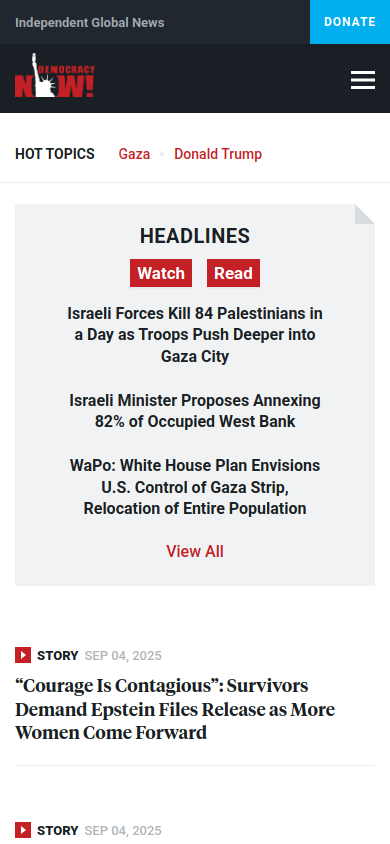 Independent Global News
DONATE
DEMOCRACY
NOW!
HOT TOPICS
Gaza
Donald Trump
HEADLINES
Watch
Read
Israeli Forces Kill 84 Palestinians in
a Day as Troops Push Deeper into
Gaza City
Israeli Minister Proposes Annexing
82% of Occupied West Bank
WaPo: White House Plan Envisions
U.S. Control of Gaza Strip,
Relocation of Entire Population
View All
STORY SEP 04, 2025
“Courage Is Contagious”: Survivors
Demand Epstein Files Release as More
Women Come Forward
STORY SEP 04, 2025